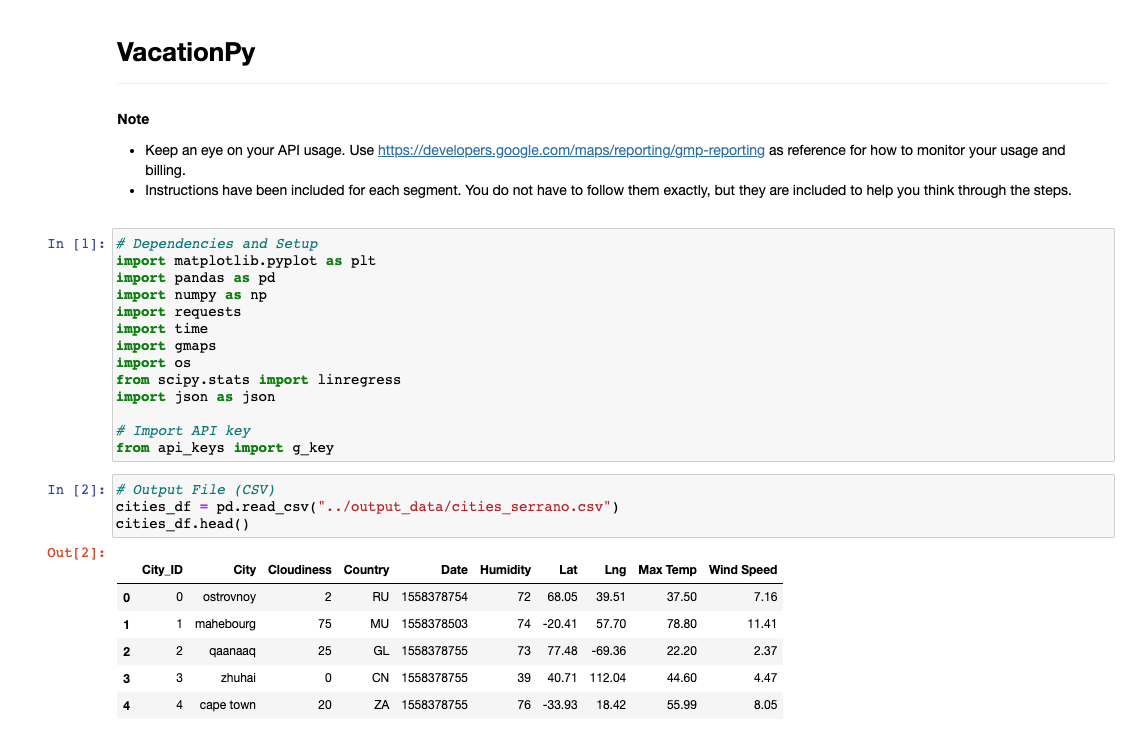 VacationPy
Note
• Keep an eye on your API usage. Use https://developers.google.com/maps/reporting/gmp-reporting as reference for how to monitor your usage and
billing.
• Instructions have been included for each segment. You do not have to follow them exactly, but they are included to help you think through the steps.
In [1]: # Dependencies and Setup
import matplotlib.pyplot as plt
import pandas as pd
import numpy as np
import requests
import time
import gmaps
import os
from scipy.stats import linregress
import json as json
# Import API key
from api_keys import g_key
In [2]: # Output File (CSV)
cities_df = pd.read_csv("../output_data/cities_serrano.csv")
cities_df.head()
Out[2]:
City_ID City Cloudiness Country Date Humidity Lat Lng Max Temp Wind Speed
0 0 ostrovnoy 2 RU 1558378754 72 68.05 39.51 37.50 7.16
1 1 mahebourg 75 MU 1558378503 74 -20.41 57.70 78.80 11.41
2 2 qaanaaq 25 GL 1558378755 73 77.48 -69.36 22.20 2.37
3 3 zhuhai 0 CN 1558378755 39 40.71 112.04 44.60 4.47
4 4 cape town 20 ZA 1558378755 76 -33.93 18.42 55.99 8.05